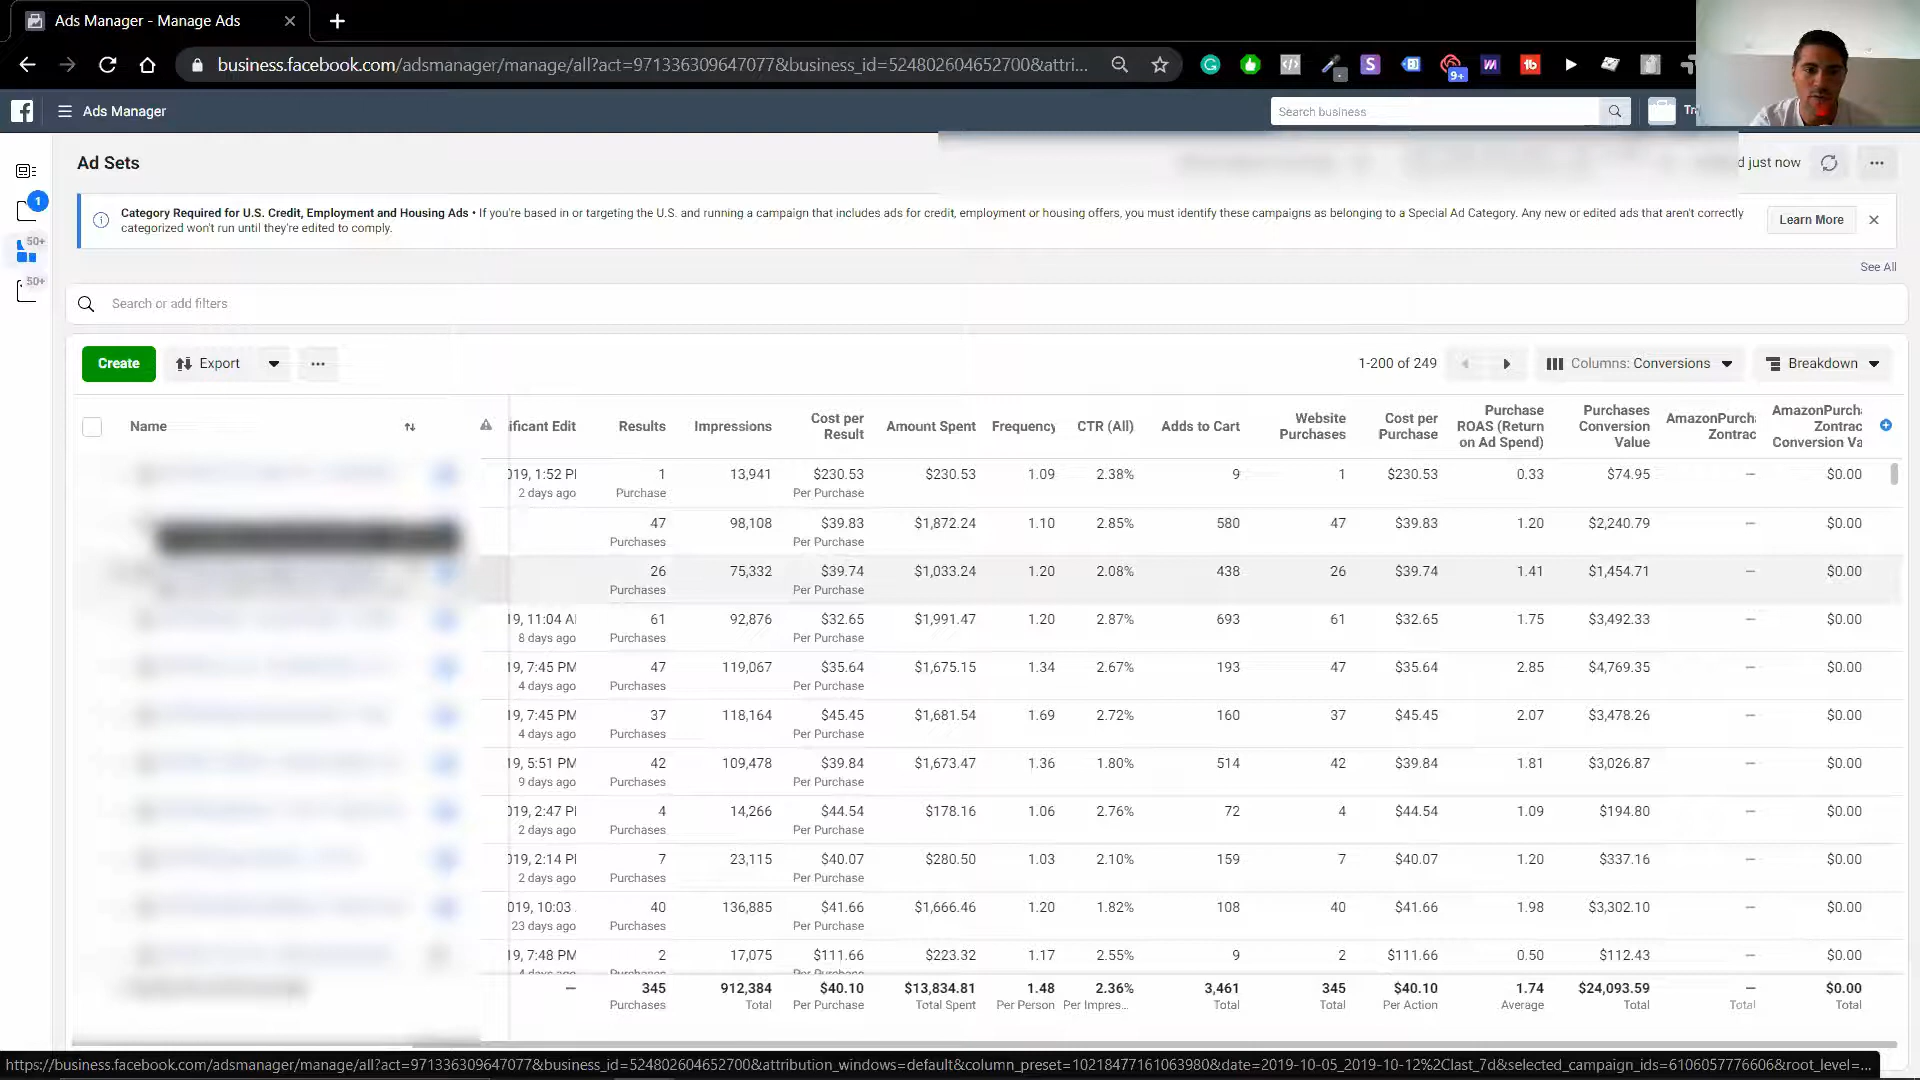 Ads Manager - Manage Ads
business.facebook.com/adsmanager/manage/all?act=971336309647077&business_id=524802604652700&attri...
9+
Ads Manager
Search business
Ad Sets
d just now
1
50+
50+
Category Required for U.S. Credit, Employment and Housing Ads • If you're based in or targeting the U.S. and running a campaign that includes ads for credit, employment or housing offers, you must identify these campaigns as belonging to a Special Ad Category. Any new or edited ads that aren't correctly
categorized won't run until they're edited to comply.
Learn More
See All
Search or add filters
Create Export 1-200 of 249 Columns: Conversions Breakdown
Name ificant Edit Results Impressions Cost per Result Amount Spent Frequency CTR (All) Adds to Cart Website Purchases Cost per Purchase Purchase ROAS (Return on Ad Spend) Purchases Conversion Value AmazonPurcha Zontrac AmazonPurcha Zontrac Conversion Va
019, 1:52 PI 1 13,941 $230.53 $230.53 1.09 2.38% 9 1 $230.53 0.33 $74.95 — $0.00
2 days ago Purchase Per Purchase
47 98,108 $39.83 $1,872.24 1.10 2.85% 580 47 $39.83 1.20 $2,240.79 — $0.00
Purchases Per Purchase
26 75,332 $39.74 $1,033.24 1.20 2.08% 438 26 $39.74 1.41 $1,454.71 — $0.00
Purchases Per Purchase
19, 11:04 AI 61 92,876 $32.65 $1,991.47 1.20 2.87% 693 61 $32.65 1.75 $3,492.33 — $0.00
8 days ago Purchases Per Purchase
19, 7:45 PM 47 119,067 $35.64 $1,675.15 1.34 2.67% 193 47 $35.64 2.85 $4,769.35 — $0.00
4 days ago Purchases Per Purchase
19, 7:45 PM 37 118,164 $45.45 $1,681.54 1.69 2.72% 160 37 $45.45 2.07 $3,478.26 — $0.00
4 days ago Purchases Per Purchase
19, 5:51 PM 42 109,478 $39.84 $1,673.47 1.36 1.80% 514 42 $39.84 1.81 $3,026.87 — $0.00
9 days ago Purchases Per Purchase
019, 2:47 PI 4 14,266 $44.54 $178.16 1.06 2.76% 72 4 $44.54 1.09 $194.80 — $0.00
2 days ago Purchases Per Purchase
019, 2:14 PI 7 23,115 $40.07 $280.50 1.03 2.10% 159 7 $40.07 1.20 $337.16 — $0.00
2 days ago Purchases Per Purchase
019, 10:03 40 136,885 $41.66 $1,666.46 1.20 1.82% 108 40 $41.66 1.98 $3,302.10 — $0.00
23 days ago Purchases Per Purchase
19, 7:48 PM 2 17,075 $111.66 $223.32 1.17 2.55% 9 2 $111.66 0.50 $112.43 — $0.00
4 days ago Purchases Per Purchase
— 345 912,384 $40.10 $13,834.81 1.48 2.36% 3,461 345 $40.10 1.74 $24,093.59 — $0.00
Purchases Total Per Purchase Total Spent Per Person Per Impres... Total Total Per Action Average Total Total Total
https://business.facebook.com/adsmanager/manage/all?act=971336309647077&business_id=524802604652700&attribution_windows=default&column_preset=10218477161063980&date=2019-10-05_2019-10-12%2Clast_7d&selected_campaign_ids=6106057776606&root_level=...